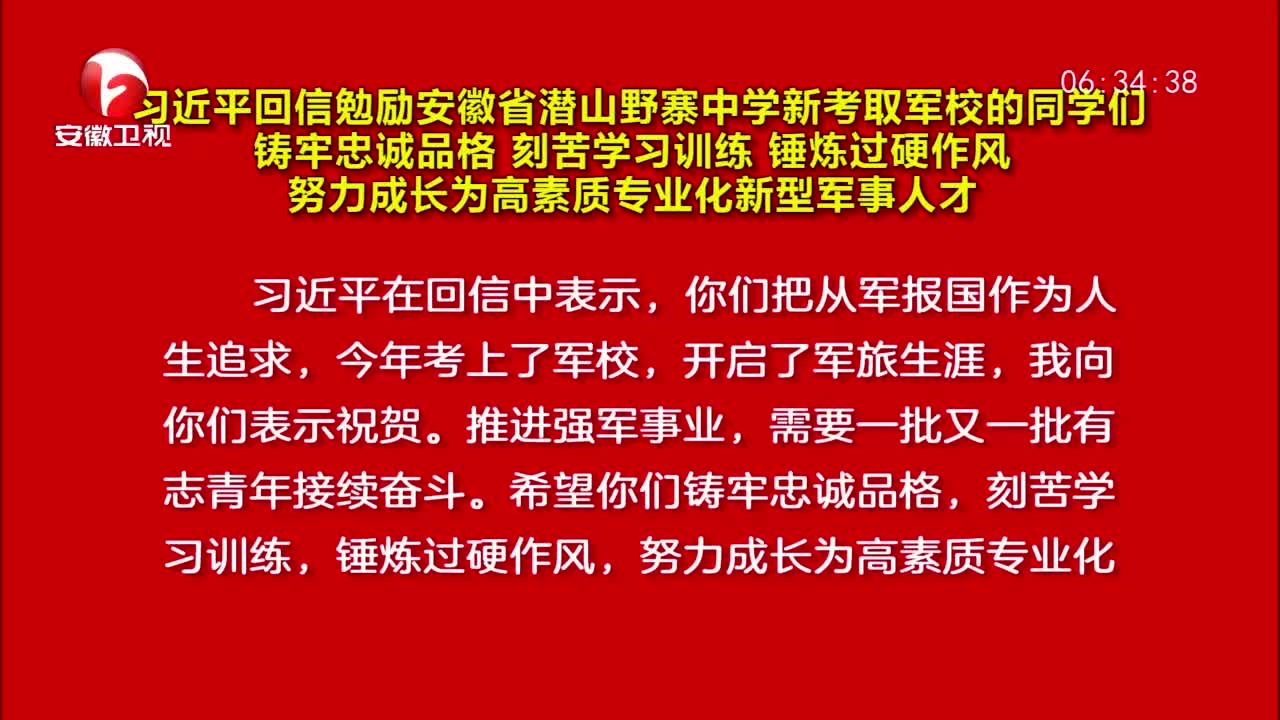 06:34:38
习近平回信勉励安徽省潜山野寨中学新考取军校的同学们
安徽卫视
铸牢忠诚品格 刻苦学习训练 锤炼过硬作风
努力成长为高素质专业化新型军事人才
习近平在回信中表示，你们把从军报国作为人
生追求，今年考上了军校，开启了军旅生涯，我向
你们表示祝贺。推进强军事业，需要一批又一批有
志青年接续奋斗。希望你们铸牢忠诚品格，刻苦学
习训练，锤炼过硬作风，努力成长为高素质专业化